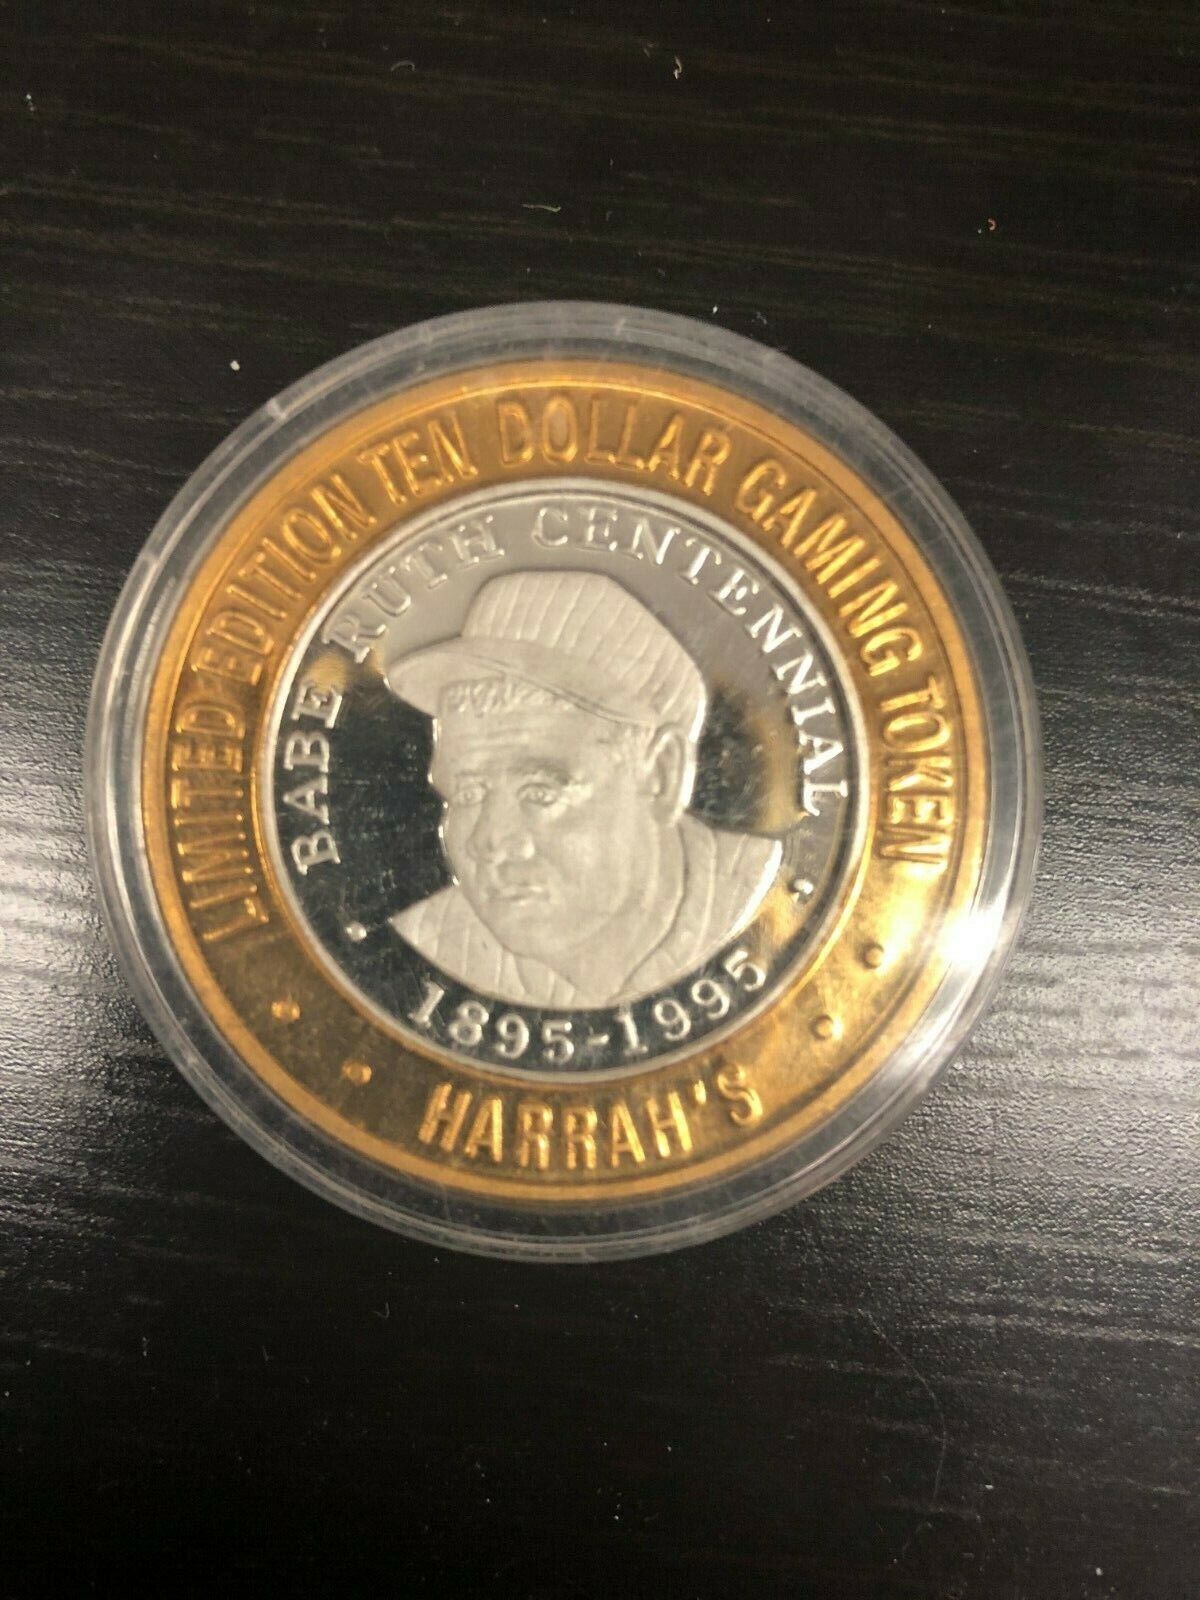 LIMITED EDITION TEN DOLLAR GAMING TOKEN
BABE RUTH CENTENNIAL
1895-1995
HARRAH'S